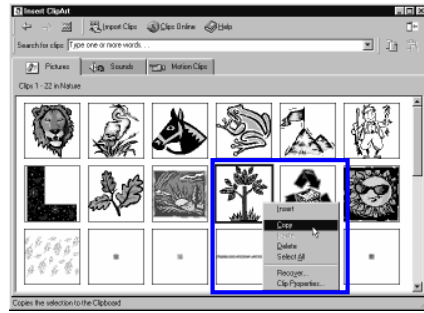 Insert ClipArt
Import Clips Clips Online Help
Search for clips: Type one or more words. . .
Pictures Sounds Motion Clips
Clips 1 - 22 in Nature
Insert
Copy
Paste
Delete
Select All
Recover...
Clip Properties...
Copies the selection to the Clipboard